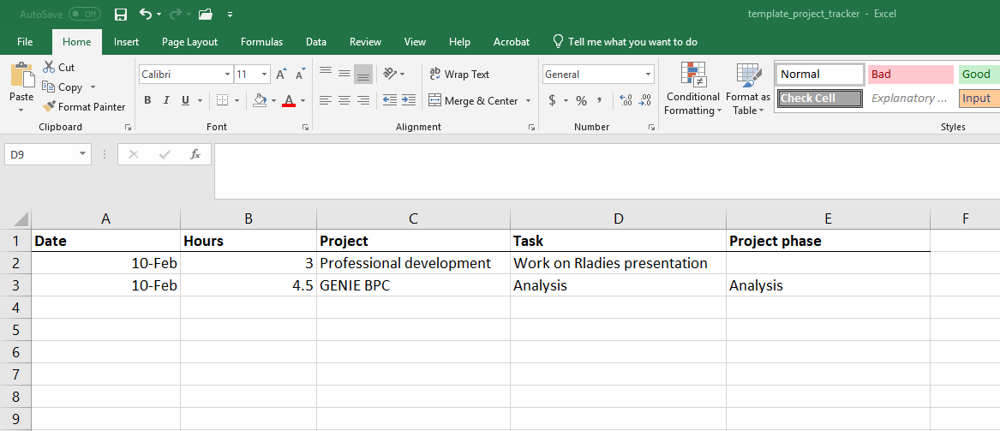 AutoSave Off template_project_tracker - Excel
File Home Insert Page Layout Formulas Data Review View Help Acrobat Tell me what you want to do
Paste
Cut
Copy
Format Painter
Clipboard
Calibri 11
B I U A
Font
Wrap Text
Merge & Center
Alignment
General
$ % ,
Number
Conditional Formatting
Format as Table
Normal Bad Good
Check Cell Explanatory ... Input
Styles
D9 fx
A B C D E F
1 Date Hours Project Task Project phase
2 10-Feb 3 Professional development Work on Rladies presentation
3 10-Feb 4.5 GENIE BPC Analysis Analysis
4
5
6
7
8
9